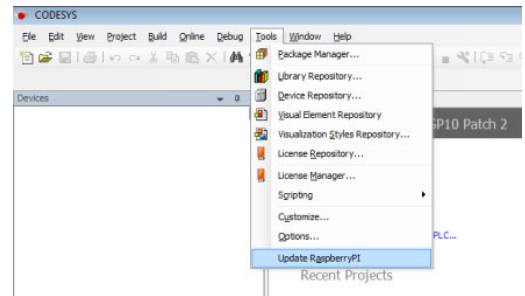 CODESYS
File Edit View Project Build Online Debug Tools Window Help
Devices
Package Manager...
Library Repository...
Device Repository...
Visual Element Repository
Visualization Styles Repository...
License Repository...
License Manager...
Scripting
Customize...
Options...
Update RaspberryPI
SP10 Patch 2
PLC...
Recent Projects